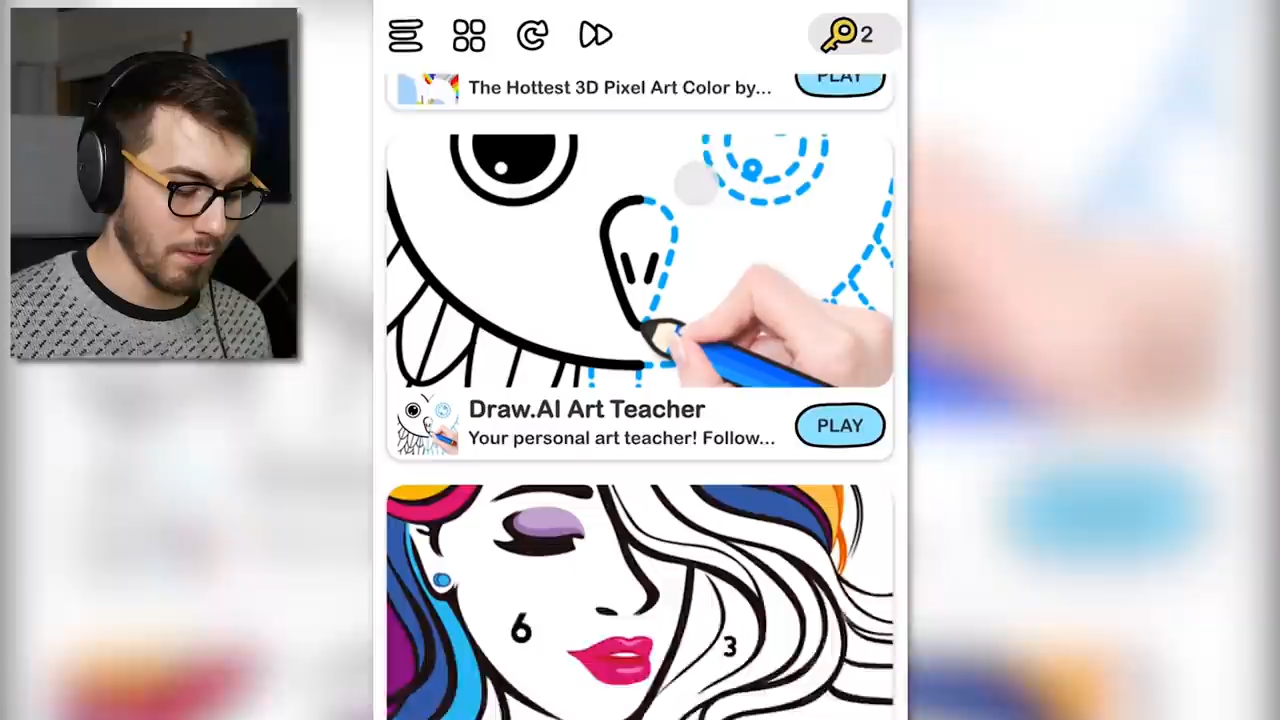 2
The Hottest 3D Pixel Art Color by...
PLAY
Draw.AI Art Teacher
Your personal art teacher! Follow...
PLAY
6
3